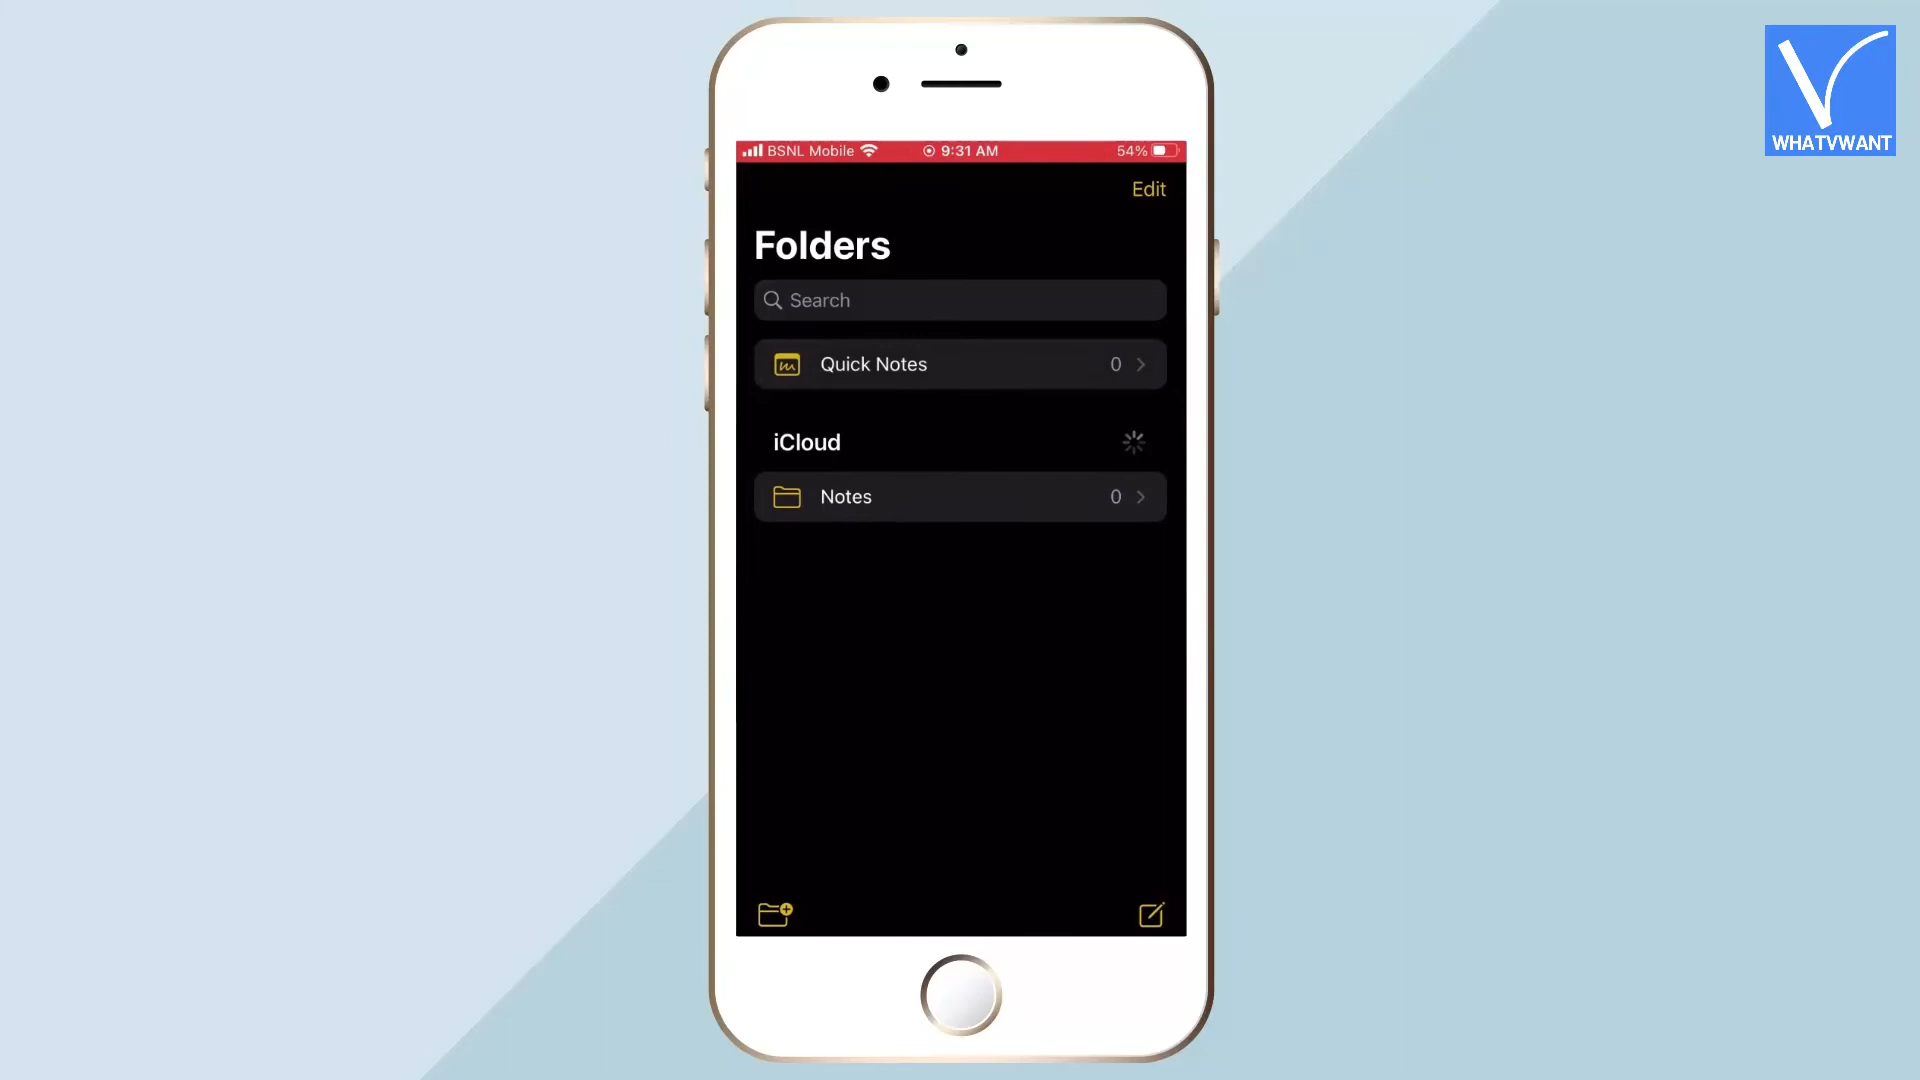 WHATVWANT
BSNL Mobile 9:31 AM 54%
Edit
Folders
Search
Quick Notes 0
iCloud
Notes 0